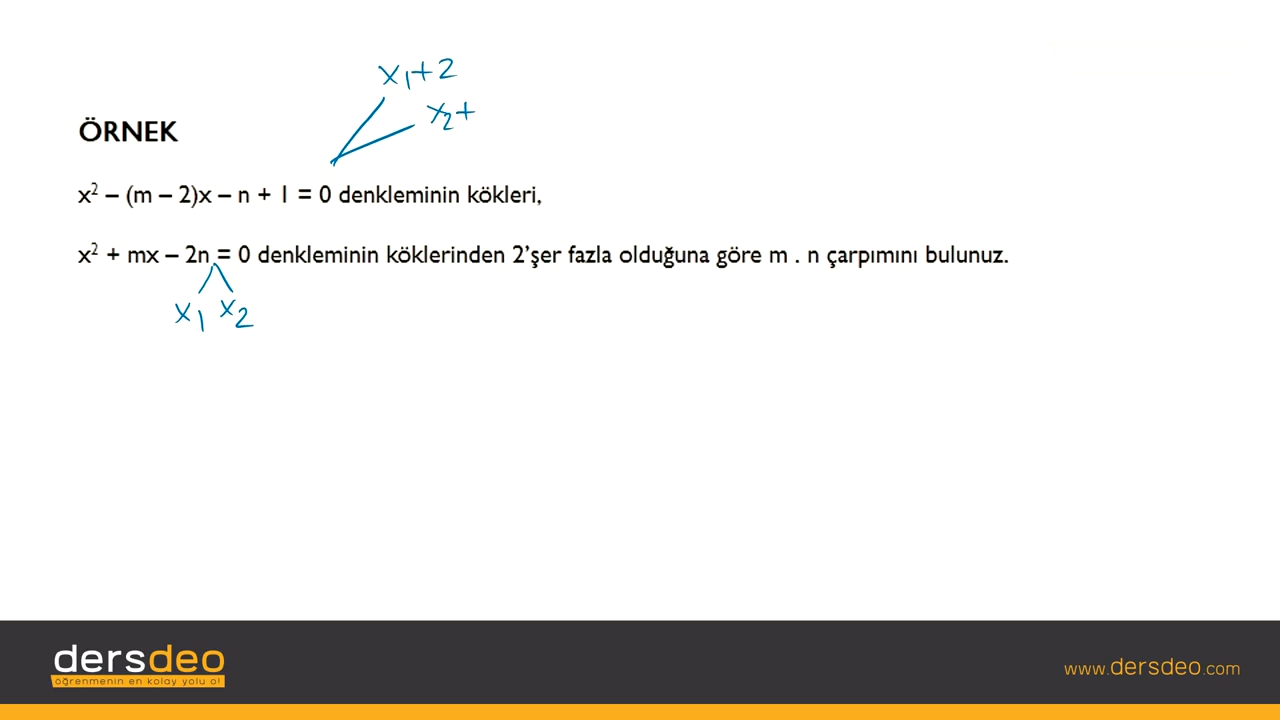 x₁+2
x₂+
ÖRNEK
x² – (m – 2)x – n + 1 = 0 denkleminin kökleri,
x² + mx – 2n = 0 denkleminin köklerinden 2'şer fazla olduğuna göre m . n çarpımını bulunuz.
x₁ x₂
dersdeo
öğrenmenin en kolay yolu o!
www.dersdeo.com